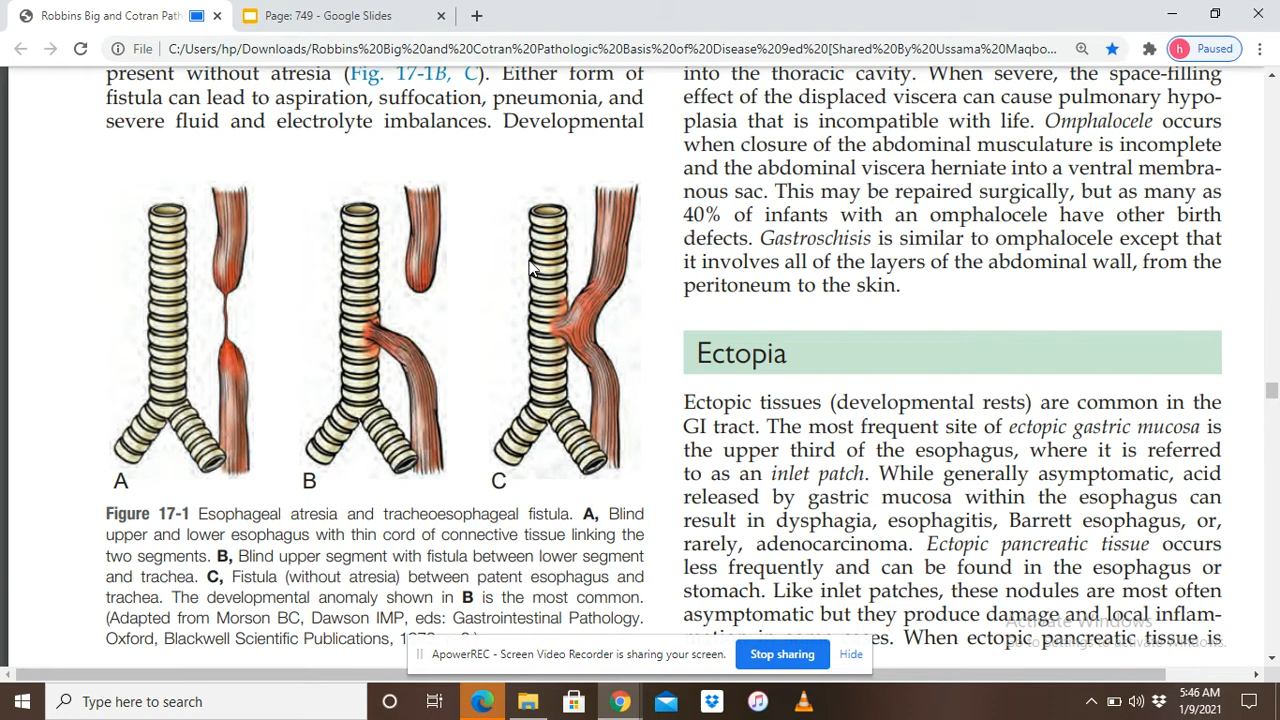 Robbins Big and Cotran Path
Page: 749 - Google Slides
File
C:/Users/hp/Downloads/Robbins%20Big%20and%20Cotran%20Pathologic%20Basis%20of%20Disease%209ed%20[Shared%20By%20Ussama%20Maqbo...
h
Paused
present without atresia (Fig. 17-1B, C). Either form of
fistula can lead to aspiration, suffocation, pneumonia, and
severe fluid and electrolyte imbalances. Developmental
A
B
C
Figure 17-1 Esophageal atresia and tracheoesophageal fistula. A, Blind
upper and lower esophagus with thin cord of connective tissue linking the
two segments. B, Blind upper segment with fistula between lower segment
and trachea. C, Fistula (without atresia) between patent esophagus and
trachea. The developmental anomaly shown in B is the most common.
(Adapted from Morson BC, Dawson IMP, eds: Gastrointestinal Pathology.
Oxford, Blackwell Scientific Publications,
into the thoracic cavity. When severe, the space-filling
effect of the displaced viscera can cause pulmonary hypo-
plasia that is incompatible with life. Omphalocele occurs
when closure of the abdominal musculature is incomplete
and the abdominal viscera herniate into a ventral membra-
nous sac. This may be repaired surgically, but as many as
40% of infants with an omphalocele have other birth
defects. Gastroschisis is similar to omphalocele except that
it involves all of the layers of the abdominal wall, from the
peritoneum to the skin.
Ectopia
Ectopic tissues (developmental rests) are common in the
GI tract. The most frequent site of ectopic gastric mucosa is
the upper third of the esophagus, where it is referred
to as an inlet patch. While generally asymptomatic, acid
released by gastric mucosa within the esophagus can
result in dysphagia, esophagitis, Barrett esophagus, or,
rarely, adenocarcinoma. Ectopic pancreatic tissue occurs
less frequently and can be found in the esophagus or
stomach. Like inlet patches, these nodules are most often
asymptomatic but they produce damage and local inflam-
When ectopic pancreatic tissue is
Activate Windows
Go to Settings to activate Windows.
ApowerREC - Screen Video Recorder is sharing your screen.
Stop sharing
Hide
Type here to search
5:46 AM
1/9/2021